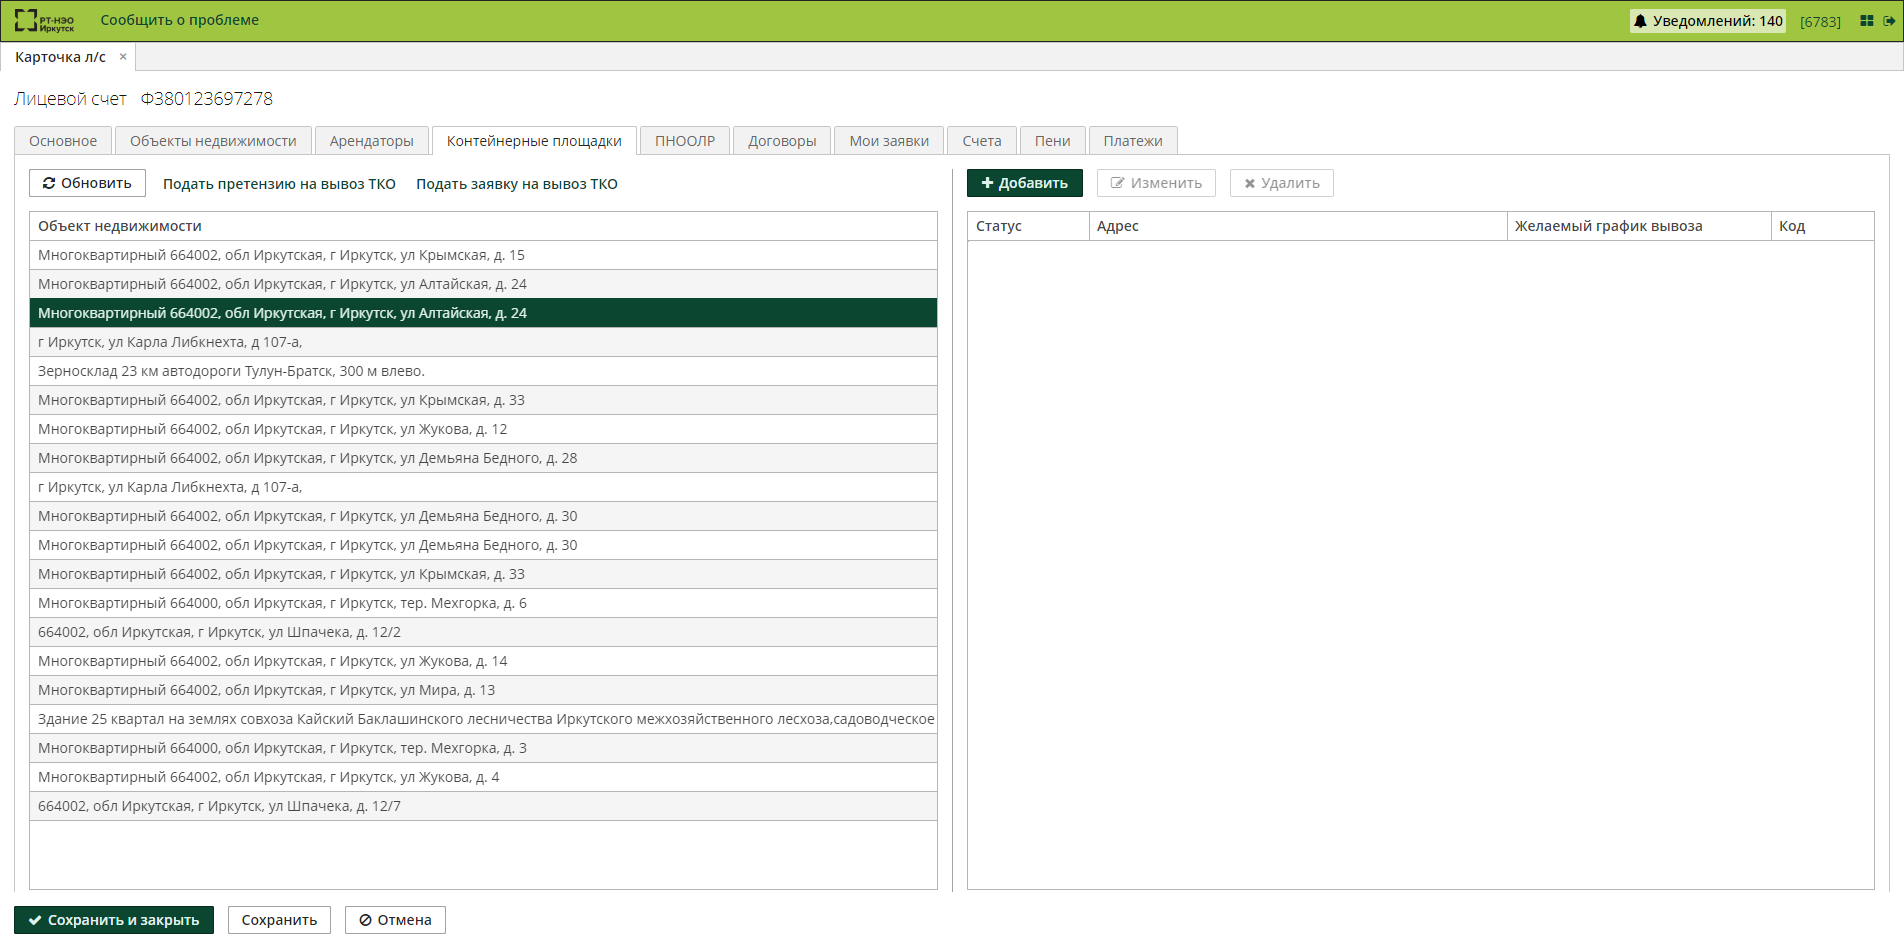 РТ-НЭО
Иркутск
Сообщить о проблеме
Уведомлений: 140
[6783]
Карточка л/с ×
Лицевой счет Ф380123697278
Основное Объекты недвижимости Арендаторы Контейнерные площадки ПНООЛР Договоры Мои заявки Счета Пени Платежи
Обновить Подать претензию на вывоз ТКО Подать заявку на вывоз ТКО
Объект недвижимости
Многоквартирный 664002, обл Иркутская, г Иркутск, ул Крымская, д. 15
Многоквартирный 664002, обл Иркутская, г Иркутск, ул Алтайская, д. 24
Многоквартирный 664002, обл Иркутская, г Иркутск, ул Алтайская, д. 24
г Иркутск, ул Карла Либкнехта, д 107-а,
Зерносклад 23 км автодороги Тулун-Братск, 300 м влево.
Многоквартирный 664002, обл Иркутская, г Иркутск, ул Крымская, д. 33
Многоквартирный 664002, обл Иркутская, г Иркутск, ул Жукова, д. 12
Многоквартирный 664002, обл Иркутская, г Иркутск, ул Демьяна Бедного, д. 28
г Иркутск, ул Карла Либкнехта, д 107-а,
Многоквартирный 664002, обл Иркутская, г Иркутск, ул Демьяна Бедного, д. 30
Многоквартирный 664002, обл Иркутская, г Иркутск, ул Демьяна Бедного, д. 30
Многоквартирный 664002, обл Иркутская, г Иркутск, ул Крымская, д. 33
Многоквартирный 664000, обл Иркутская, г Иркутск, тер. Мехгорка, д. 6
664002, обл Иркутская, г Иркутск, ул Шпачека, д. 12/2
Многоквартирный 664002, обл Иркутская, г Иркутск, ул Жукова, д. 14
Многоквартирный 664002, обл Иркутская, г Иркутск, ул Мира, д. 13
Здание 25 квартал на землях совхоза Кайский Баклашинского лесничества Иркутского межхозяйственного лесхоза,садоводческое
Многоквартирный 664000, обл Иркутская, г Иркутск, тер. Мехгорка, д. 3
Многоквартирный 664002, обл Иркутская, г Иркутск, ул Жукова, д. 4
664002, обл Иркутская, г Иркутск, ул Шпачека, д. 12/7
Добавить Изменить Удалить
Статус Адрес Желаемый график вывоза Код
Сохранить и закрыть Сохранить Отмена